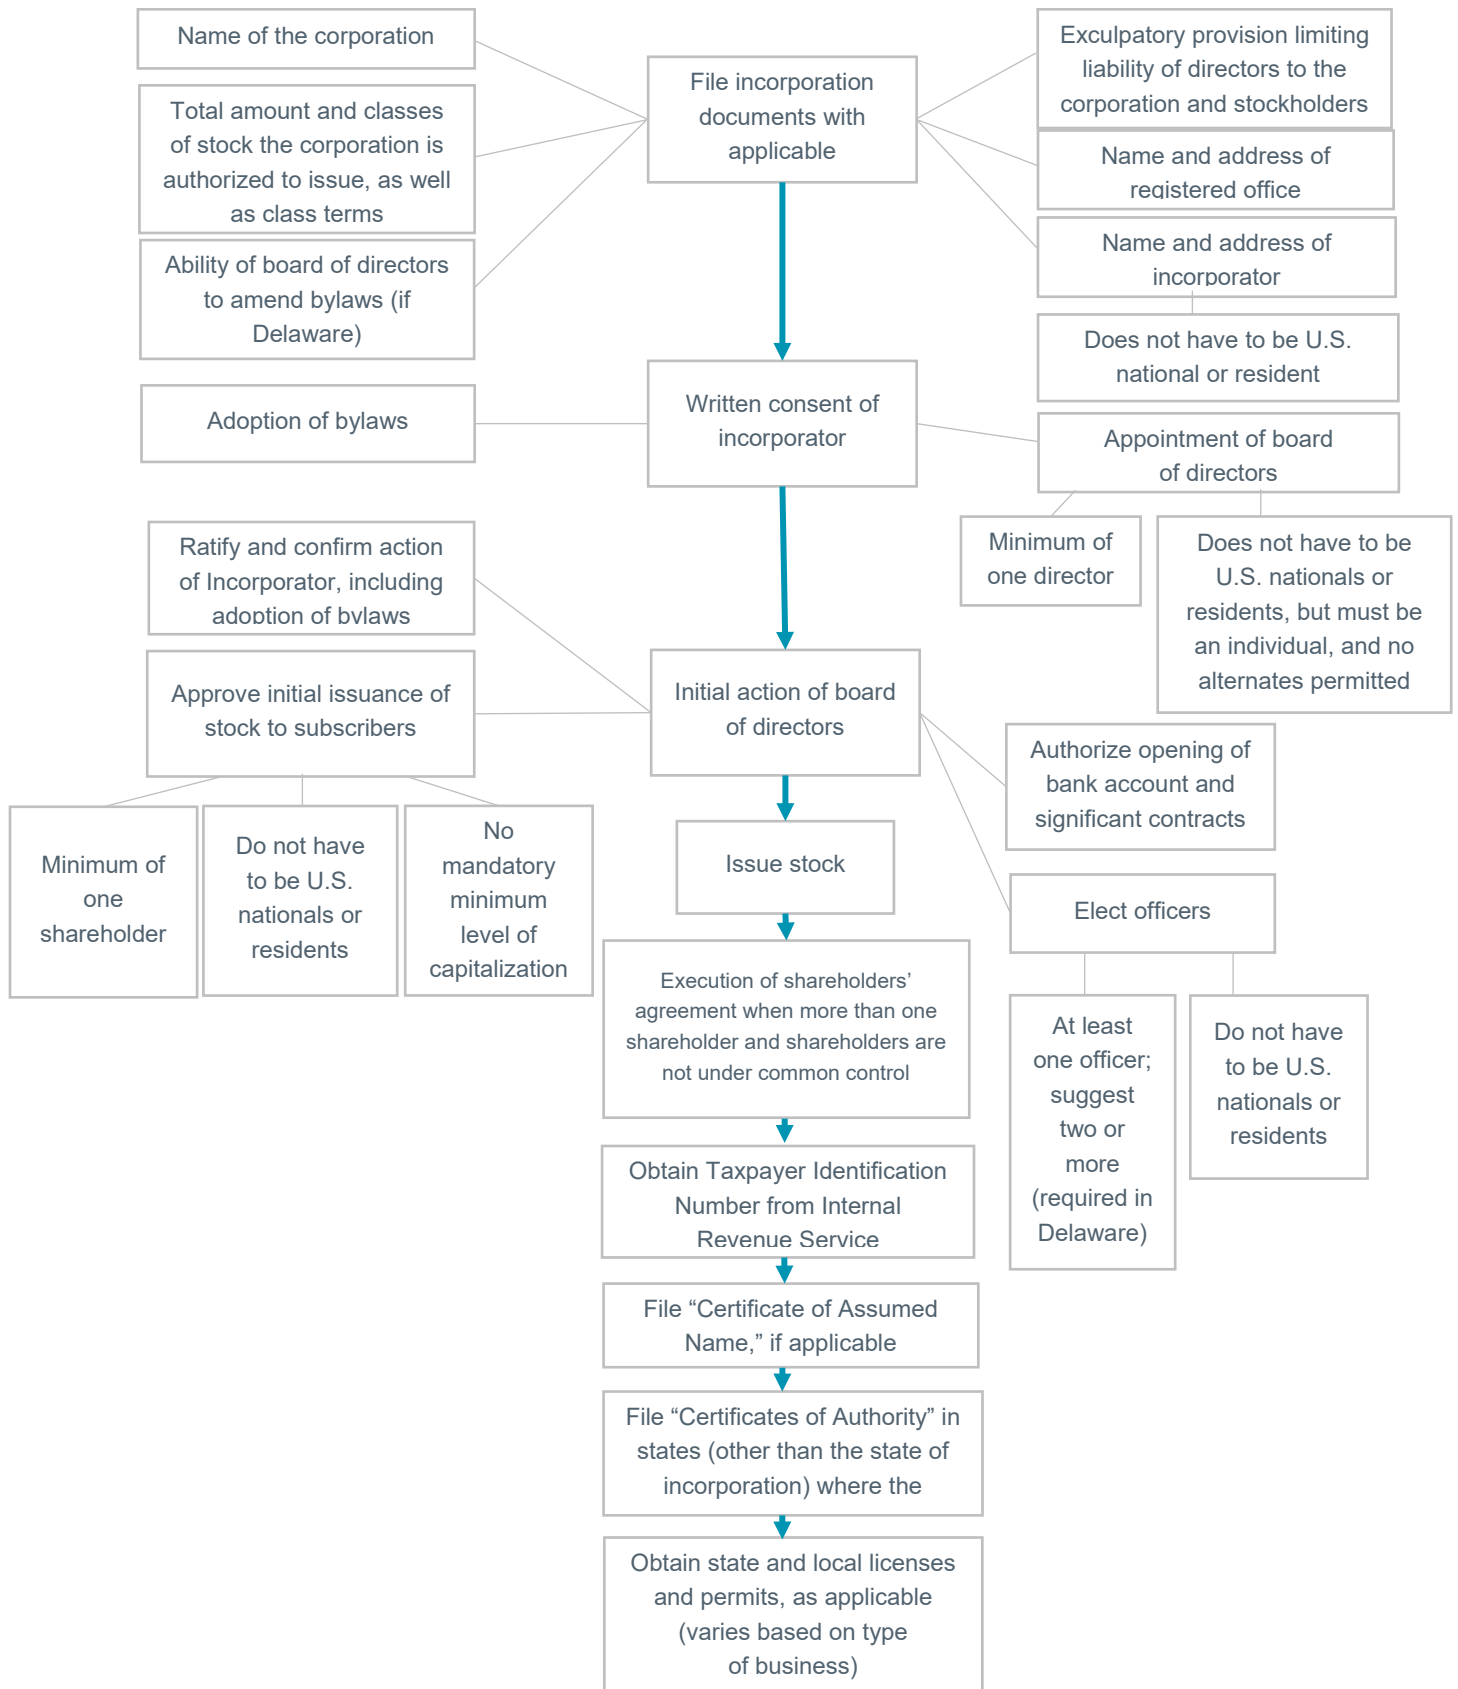 Name of the corporation
Total amount and classes
of stock the corporation is
authorized to issue, as well
as class terms
Ability of board of directors
to amend bylaws (if
Delaware)
File incorporation
documents with
applicable
Exculpatory provision limiting
liability of directors to the
corporation and stockholders
Name and address of
registered office
Name and address of
incorporator
Does not have to be U.S.
national or resident
Adoption of bylaws
Written consent of
incorporator
Appointment of board
of directors
Minimum of
one director
Does not have to be
U.S. nationals or
residents, but must be
an individual, and no
alternates permitted
Ratify and confirm action
of Incorporator, including
adoption of bylaws
Approve initial issuance of
stock to subscribers
Minimum of
one
shareholder
Do not have
to be U.S.
nationals or
residents
No
mandatory
minimum
level of
capitalization
Initial action of board
of directors
Authorize opening of
bank account and
significant contracts
Elect officers
At least
one officer;
suggest
two or
more
(required in
Delaware)
Do not have
to be U.S.
nationals or
residents
Issue stock
Execution of shareholders’
agreement when more than one
shareholder and shareholders are
not under common control
Obtain Taxpayer Identification
Number from Internal
Revenue Service
File “Certificate of Assumed
Name,” if applicable
File “Certificates of Authority” in
states (other than the state of
incorporation) where the
Obtain state and local licenses
and permits, as applicable
(varies based on type
of business)